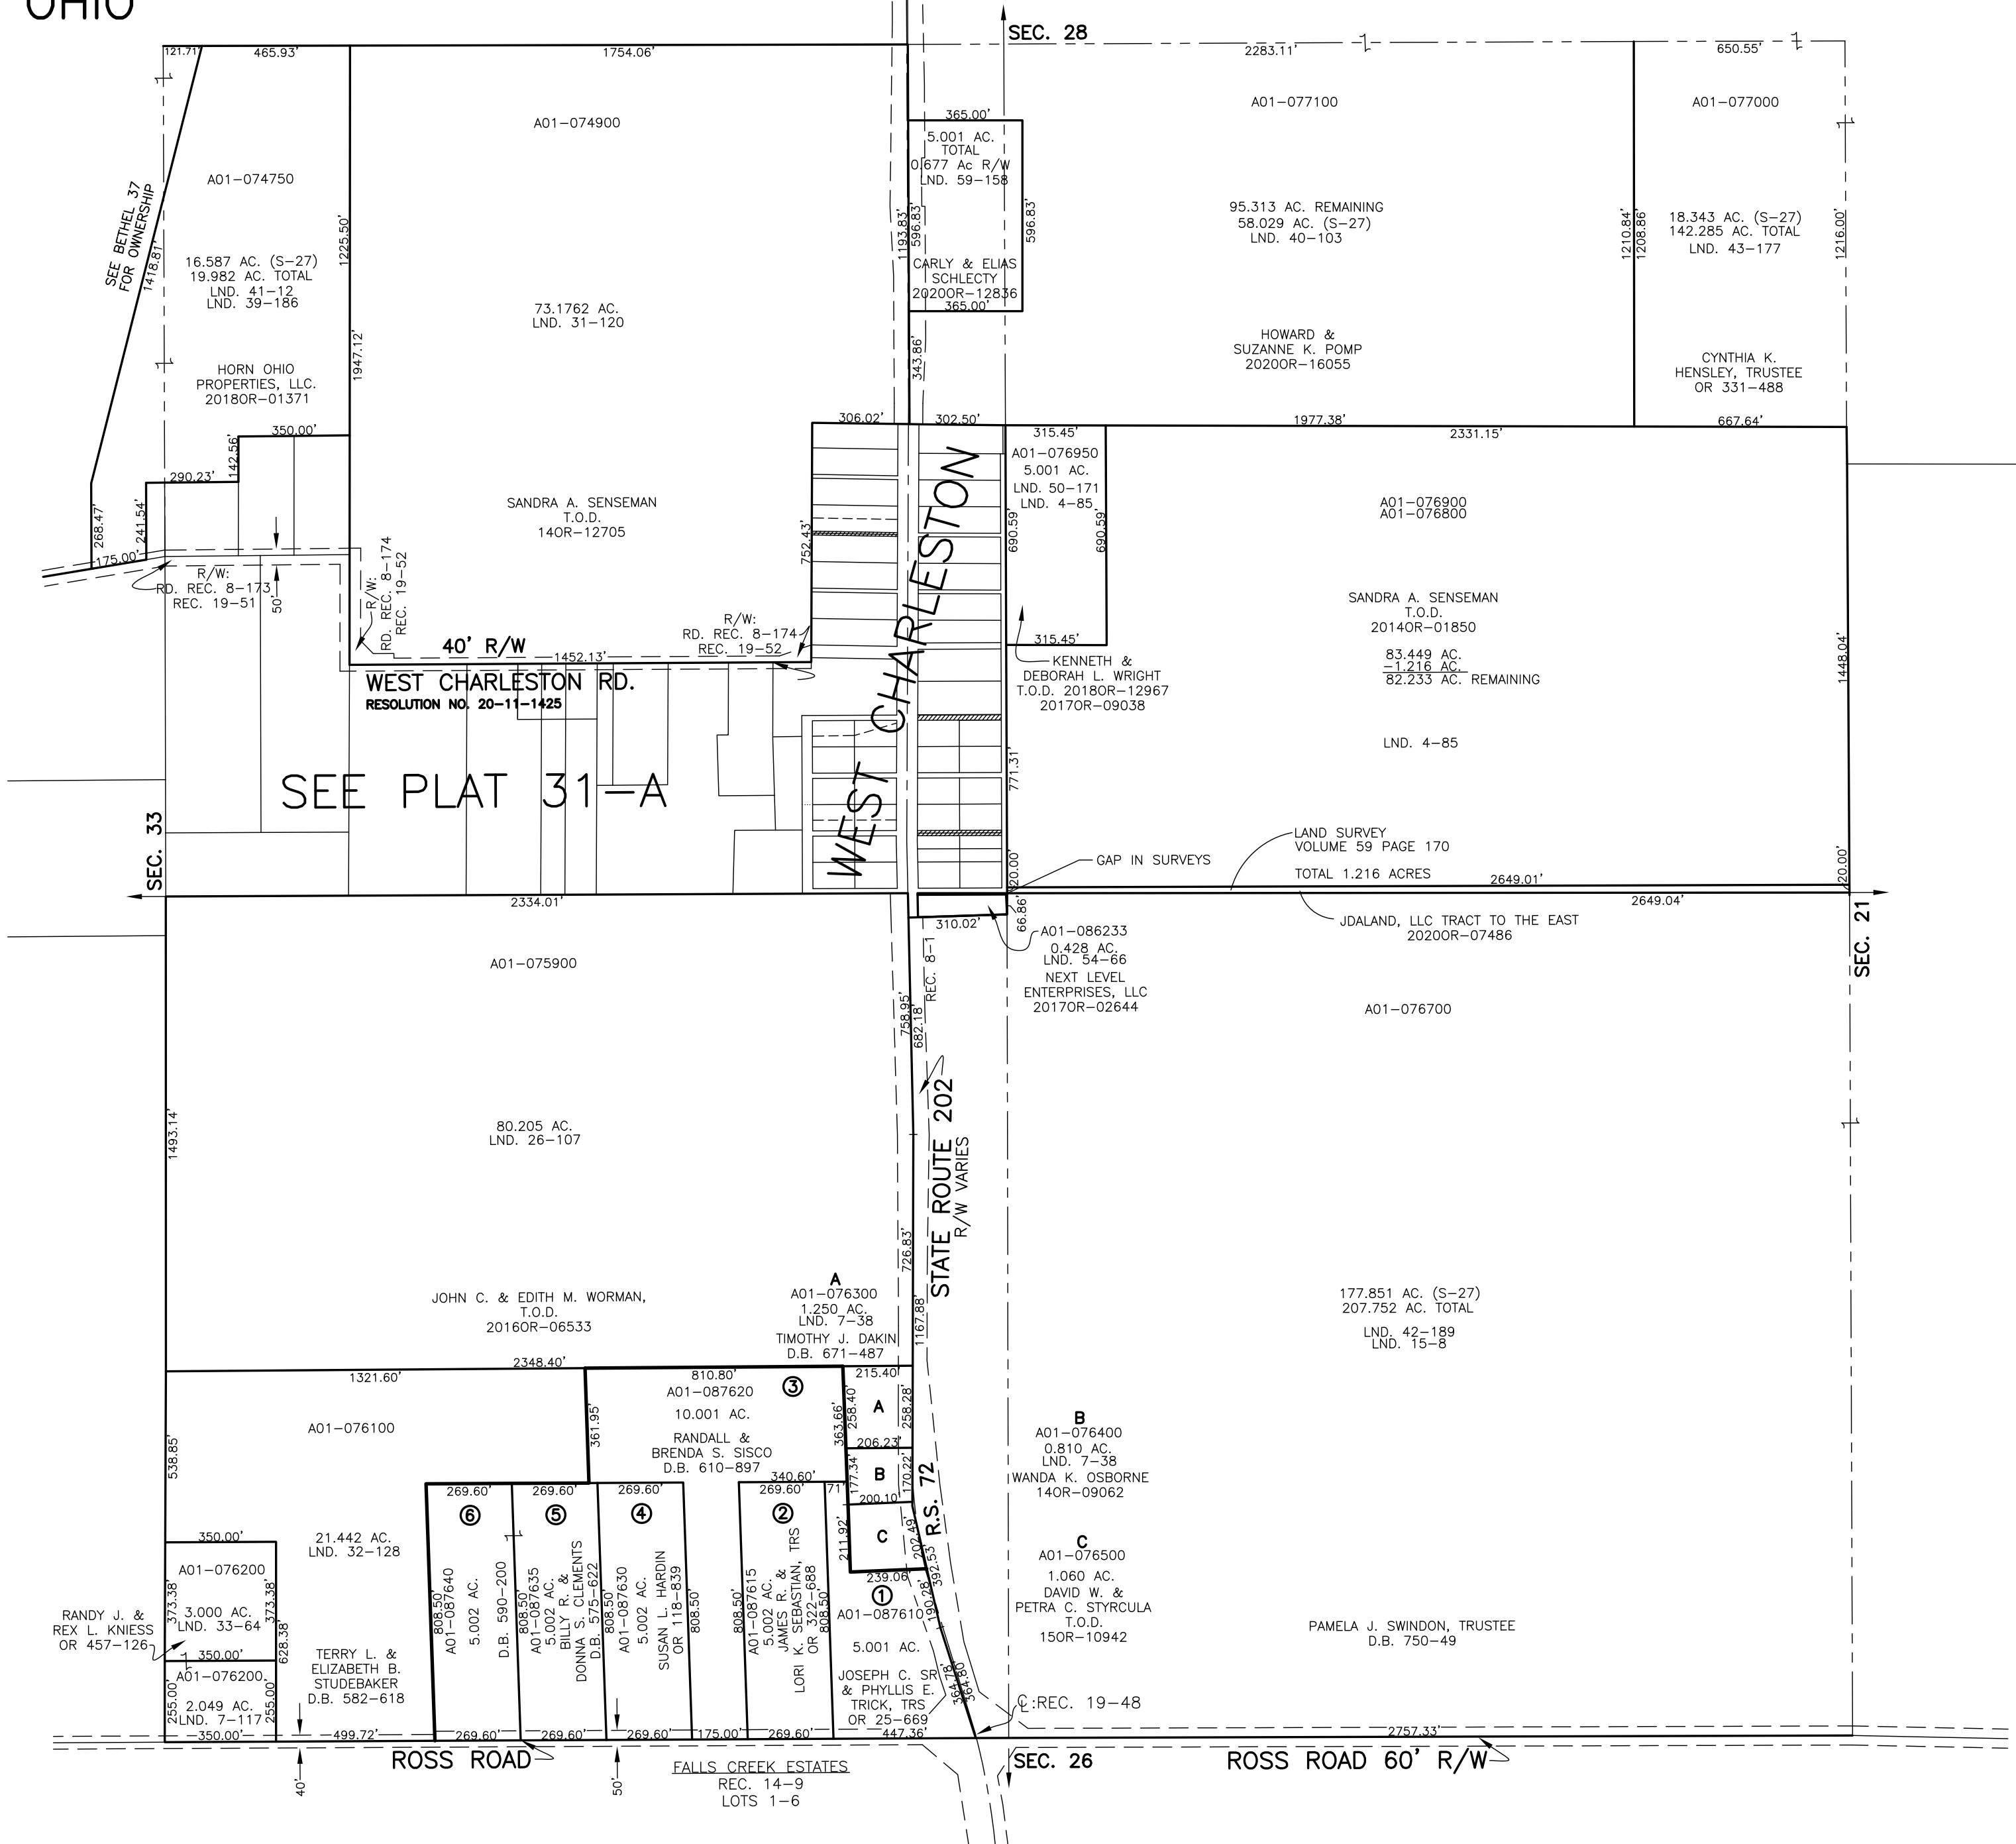 OHIO
SEC. 28
121.71'
465.93'
1754.06'
2283.11'
650.55'
A01-074750
SEE BETHEL 37
FOR OWNERSHIP
1418.81'
16.587 AC. (S-27)
19.982 AC. TOTAL
LND. 41-12
LND. 39-186
HORN OHIO
PROPERTIES, LLC.
2018OR-01371
1225.50'
1947.12'
350.00'
142.56'
290.23'
241.54'
268.47'
175.00'
R/W:
RD. REC. 8-173
REC. 19-51
50'
A01-074900
73.1762 AC.
LND. 31-120
SANDRA A. SENSEMAN
T.O.D.
14OR-12705
R/W:
RD. REC. 8-174
REC. 19-52
R/W:
RD. REC. 8-174
REC. 19-52
40' R/W
1452.13'
WEST CHARLESTON RD.
RESOLUTION NO. 20-11-1425
752.43'
306.02'
302.50'
365.00'
5.001 AC.
TOTAL
0.677 Ac R/W
LND. 59-158
1193.83'
596.83'
596.83'
CARLY & ELIAS
SCHLECTY
2020OR-12836
365.00'
343.86'
A01-077100
95.313 AC. REMAINING
58.029 AC. (S-27)
LND. 40-103
HOWARD &
SUZANNE K. POMP
2020OR-16055
1210.84'
1208.86'
A01-077000
18.343 AC. (S-27)
142.285 AC. TOTAL
LND. 43-177
1216.00'
CYNTHIA K.
HENSLEY, TRUSTEE
OR 331-488
1977.38'
667.64'
315.45'
2331.15'
A01-076950
5.001 AC.
LND. 50-171
LND. 4-85
690.59'
690.59'
315.45'
KENNETH &
DEBORAH L. WRIGHT
T.O.D. 2018OR-12967
2017OR-09038
WEST CHARLESTON
A01-076900
A01-076800
SANDRA A. SENSEMAN
T.O.D.
2014OR-01850
83.449 AC.
-1.216 AC.
82.233 AC. REMAINING
LND. 4-85
1448.04'
771.31'
SEE PLAT 31-A
SEC. 33
LAND SURVEY
VOLUME 59 PAGE 170
TOTAL 1.216 ACRES
GAP IN SURVEYS
20.00'
20.00'
2649.01'
2649.04'
2334.01'
JDALAND, LLC TRACT TO THE EAST
2020OR-07486
SEC. 21
310.02'
66.86'
A01-086233
0.428 AC.
LND. 54-66
NEXT LEVEL
ENTERPRISES, LLC
2017OR-02644
REC. 8-1
758.95'
682.18'
A01-075900
80.205 AC.
LND. 26-107
1493.14'
JOHN C. & EDITH M. WORMAN,
T.O.D.
2016OR-06533
A01-076700
STATE ROUTE 202
R/W VARIES
726.83'
1167.88'
A
A01-076300
1.250 AC.
LND. 7-38
TIMOTHY J. DAKIN
D.B. 671-487
177.851 AC. (S-27)
207.752 AC. TOTAL
LND. 42-189
LND. 15-8
2348.40'
1321.60'
810.80'
215.40'
A01-087620
3
10.001 AC.
RANDALL &
BRENDA S. SISCO
D.B. 610-897
361.95'
363.66'
340.60'
258.40'
A
258.28'
206.23'
177.34'
B
170.22'
200.10'
211.92'
C
202.49'
239.06'
R.S. 72
392.53'
190.28'
364.78'
364.80'
B
A01-076400
0.810 AC.
LND. 7-38
WANDA K. OSBORNE
14OR-09062
C
A01-076500
1.060 AC.
DAVID W. &
PETRA C. STYRCULA
T.O.D.
15OR-10942
A01-076100
538.85'
21.442 AC.
LND. 32-128
TERRY L. &
ELIZABETH B.
STUDEBAKER
D.B. 582-618
350.00'
A01-076200
373.38'
373.38'
3.000 AC.
LND. 33-64
RANDY J. &
REX L. KNIESS
OR 457-126
350.00'
628.38'
A01-076200
2.049 AC.
LND. 7-117
255.00'
255.00'
350.00'
499.72'
269.60'
269.60'
269.60'
269.60'
71'
6
808.50'
A01-087640
5.002 AC.
D.B. 590-200
5
808.50'
A01-087635
5.002 AC.
BILLY R. &
DONNA S. CLEMENTS
D.B. 575-622
4
808.50'
A01-087630
5.002 AC.
SUSAN L. HARDIN
OR 118-839
808.50'
2
808.50'
A01-087615
5.002 AC.
JAMES R. &
LORI K. SEBASTIAN, TRS
OR 322-688
808.50'
1
A01-087610
5.001 AC.
JOSEPH C. SR
& PHYLLIS E.
TRICK, TRS
OR 25-669
PAMELA J. SWINDON, TRUSTEE
D.B. 750-49
℄:REC. 19-48
269.60'
269.60'
269.60'
175.00'
269.60'
447.36'
2757.33'
40'
50'
ROSS ROAD
FALLS CREEK ESTATES
REC. 14-9
LOTS 1-6
SEC. 26
ROSS ROAD 60' R/W